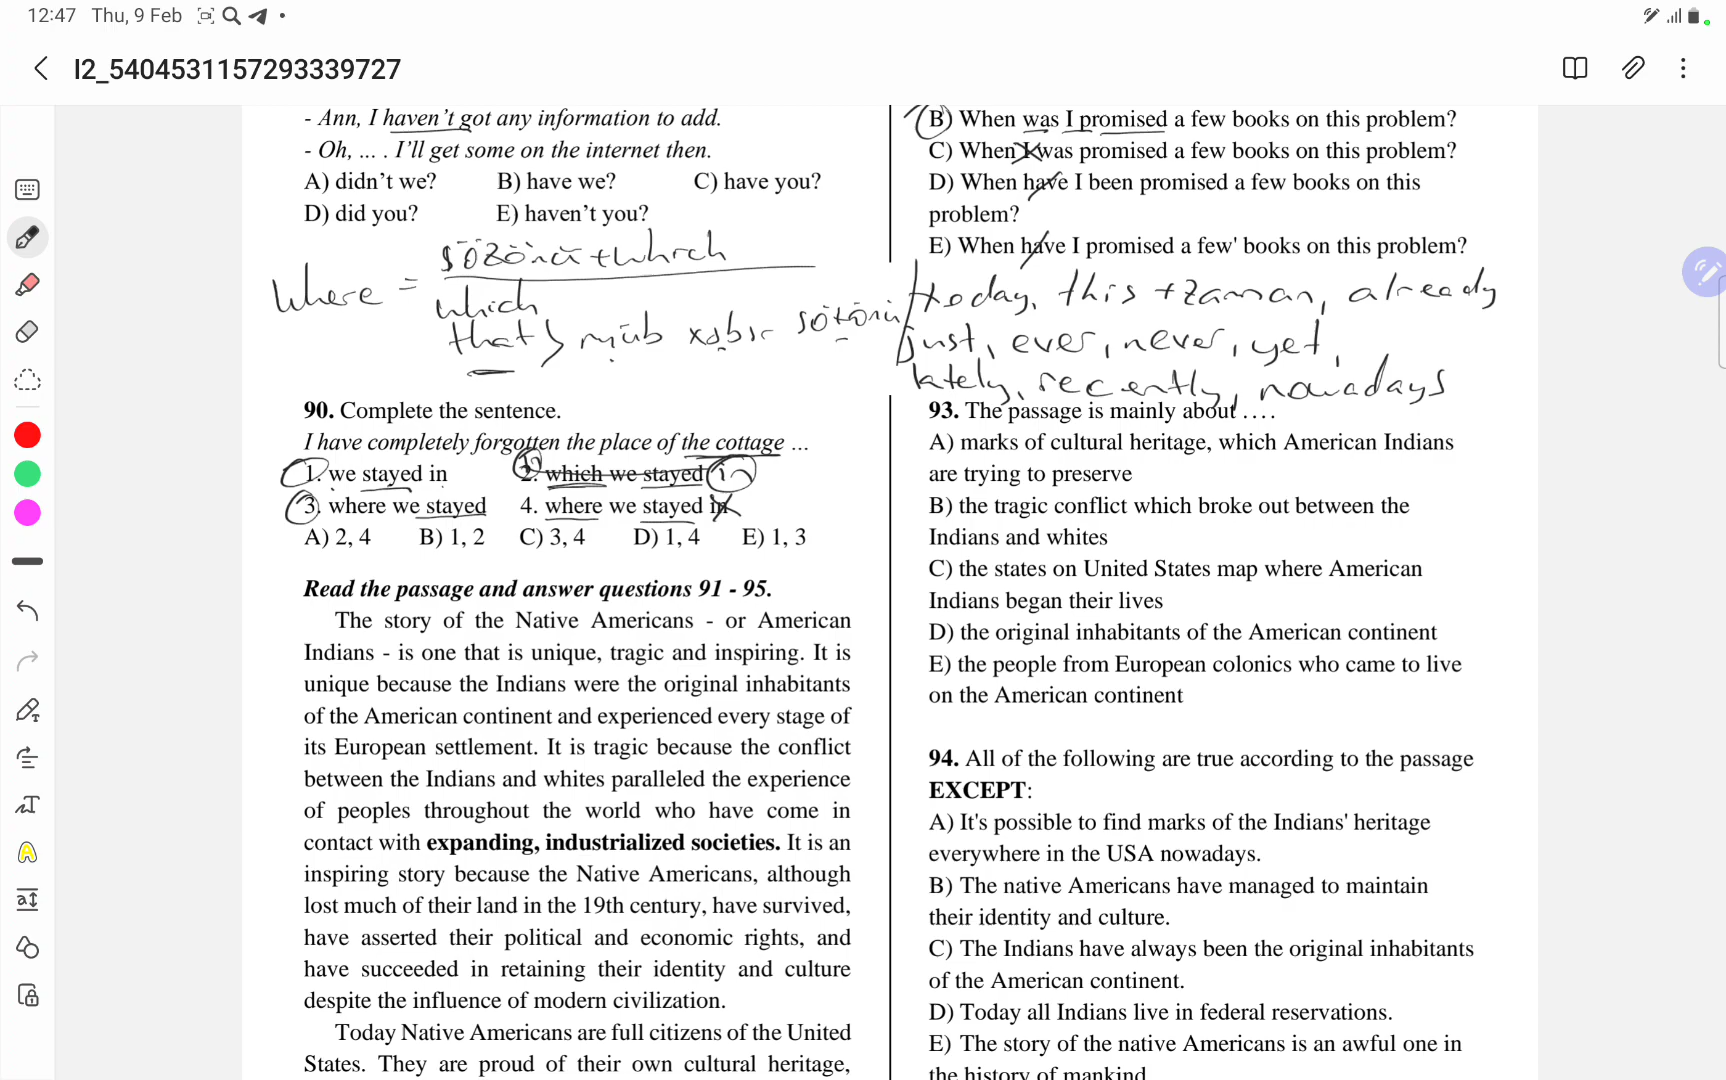 12:47 Thu, 9 Feb
I2_5404531157293339727
- Ann, I haven't got any information to add.
- Oh, ... . I'll get some on the internet then.
A) didn't we? B) have we? C) have you?
D) did you? E) haven't you?
where = sözönü + which
which
that
today, this + zaman, already
just, ever, never, yet,
lately, recently, nowadays
90. Complete the sentence.
I have completely forgotten the place of the cottage ...
1. we stayed in 2. which we stayed in
3. where we stayed 4. where we stayed in
A) 2, 4 B) 1, 2 C) 3, 4 D) 1, 4 E) 1, 3
Read the passage and answer questions 91 - 95.
The story of the Native Americans - or American
Indians - is one that is unique, tragic and inspiring. It is
unique because the Indians were the original inhabitants
of the American continent and experienced every stage of
its European settlement. It is tragic because the conflict
between the Indians and whites paralleled the experience
of peoples throughout the world who have come in
contact with expanding, industrialized societies. It is an
inspiring story because the Native Americans, although
lost much of their land in the 19th century, have survived,
have asserted their political and economic rights, and
have succeeded in retaining their identity and culture
despite the influence of modern civilization.
Today Native Americans are full citizens of the United
States. They are proud of their own cultural heritage,
B) When was I promised a few books on this problem?
C) When I was promised a few books on this problem?
D) When have I been promised a few books on this
problem?
E) When have I promised a few' books on this problem?
93. The passage is mainly about ....
A) marks of cultural heritage, which American Indians
are trying to preserve
B) the tragic conflict which broke out between the
Indians and whites
C) the states on United States map where American
Indians began their lives
D) the original inhabitants of the American continent
E) the people from European colonics who came to live
on the American continent
94. All of the following are true according to the passage
EXCEPT:
A) It's possible to find marks of the Indians' heritage
everywhere in the USA nowadays.
B) The native Americans have managed to maintain
their identity and culture.
C) The Indians have always been the original inhabitants
of the American continent.
D) Today all Indians live in federal reservations.
E) The story of the native Americans is an awful one in
the history of mankind